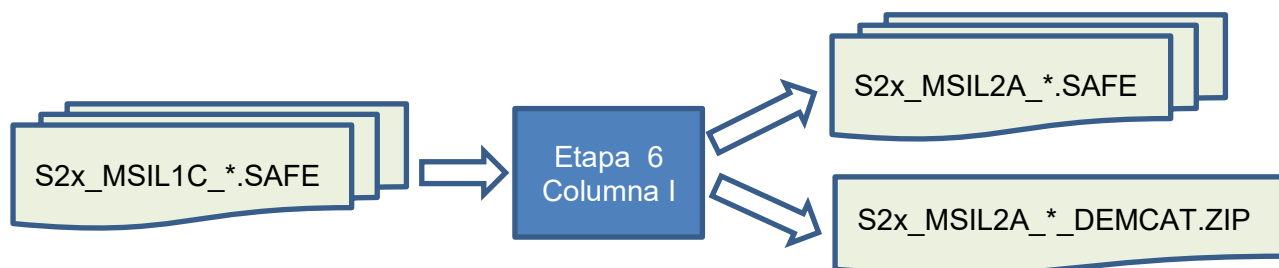 S2x_MSIL1C_*.SAFE
Etapa 6
Columna I
S2x_MSIL2A_*.SAFE
S2x_MSIL2A_*_DEMCAT.ZIP